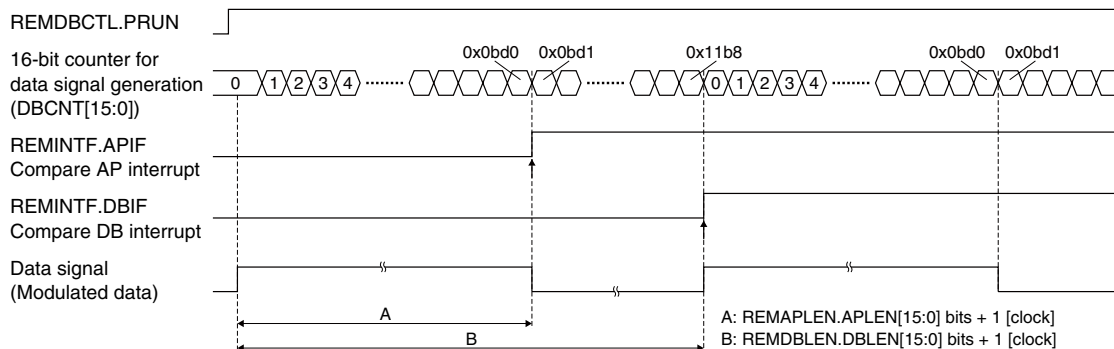 REMDBCTL.PRUN
16-bit counter for
data signal generation
(DBCNT[15:0])
0x0bd0 0x0bd1 0x11b8 0x0bd0 0x0bd1
0 1 2 3 4 0 1 2 3 4
REMINTF.APIF
Compare AP interrupt
REMINTF.DBIF
Compare DB interrupt
Data signal
(Modulated data)
A
B
A: REMAPLEN.APLEN[15:0] bits + 1 [clock]
B: REMDBLEN.DBLEN[15:0] bits + 1 [clock]